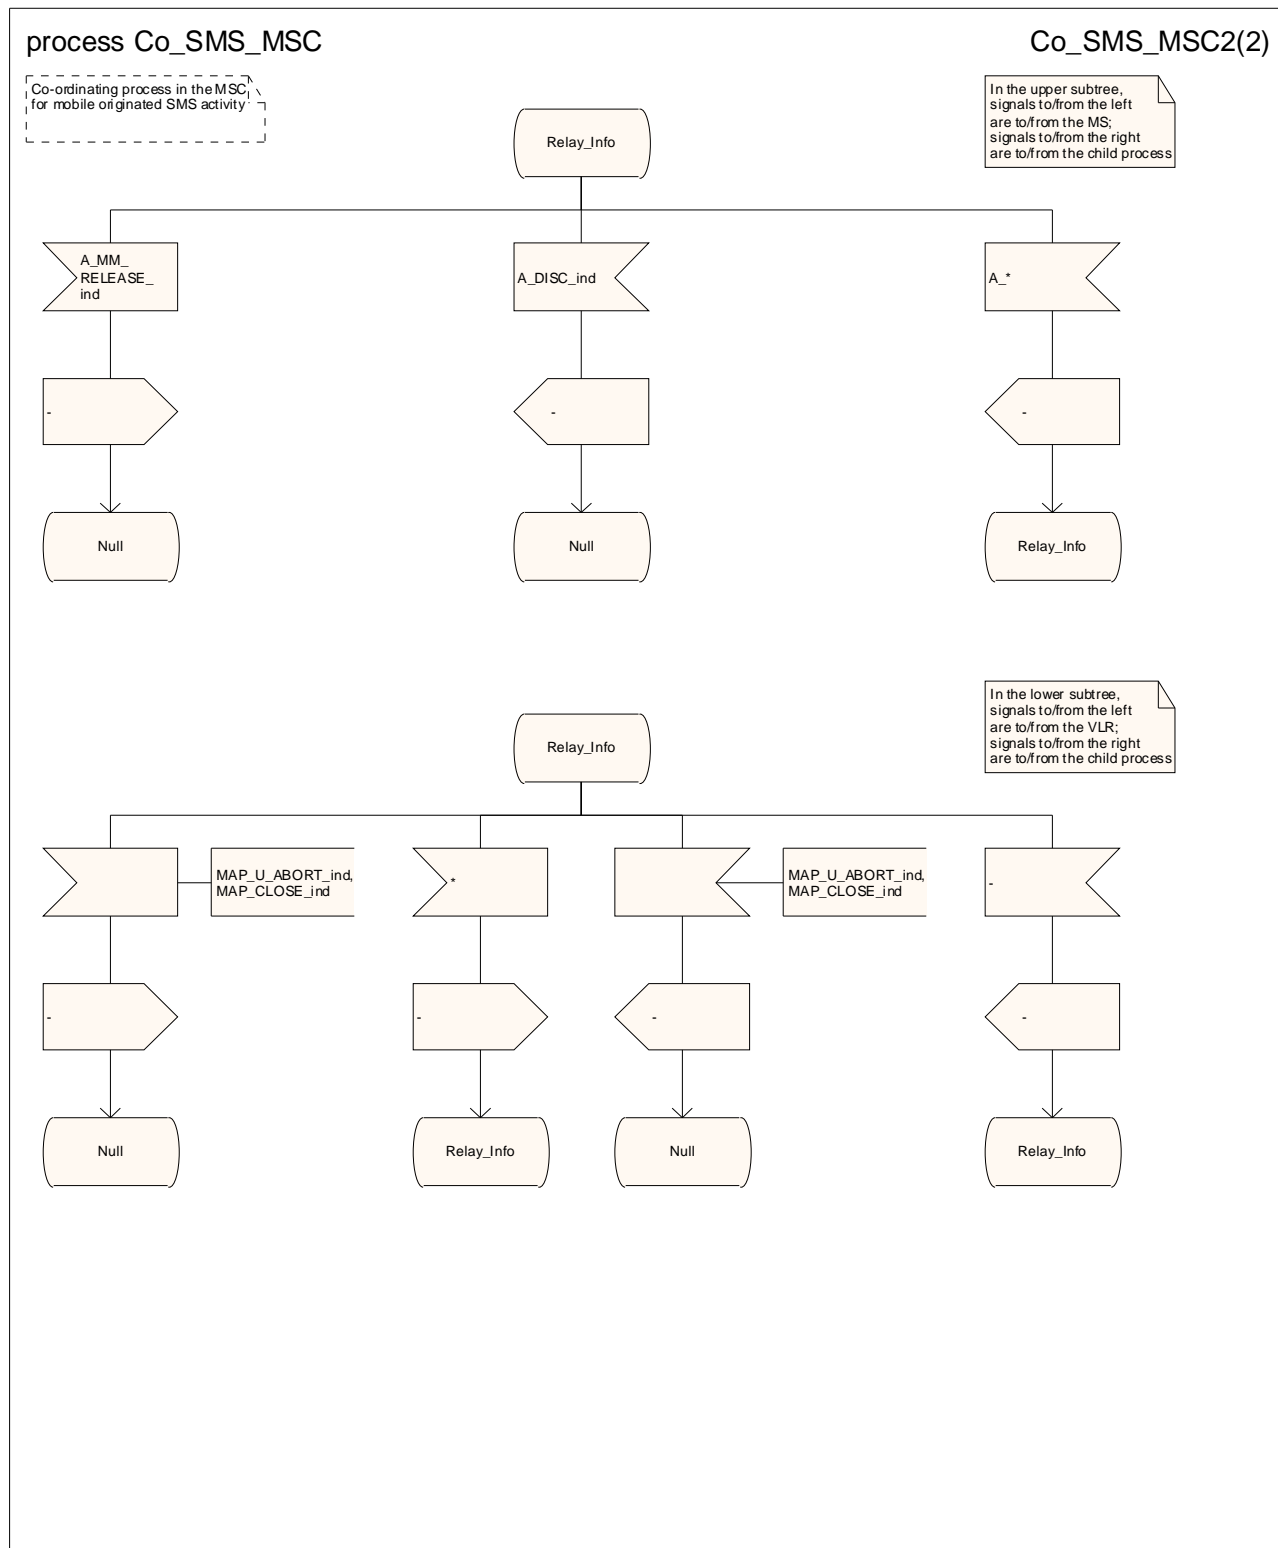 process Co_SMS_MSC
Co_SMS_MSC2(2)
Co-ordinating process in the MSC
for mobile originated SMS activity
In the upper subtree,
signals to/from the left
are to/from the MS;
signals to/from the right
are to/from the child process
Relay_Info
A_MM_
RELEASE_
ind
A_DISC_ind
A_*
-
-
-
Null
Null
Relay_Info
In the lower subtree,
signals to/from the left
are to/from the VLR;
signals to/from the right
are to/from the child process
Relay_Info
MAP_U_ABORT_ind,
MAP_CLOSE_ind
*
MAP_U_ABORT_ind,
MAP_CLOSE_ind
-
-
-
-
-
Null
Relay_Info
Null
Relay_Info